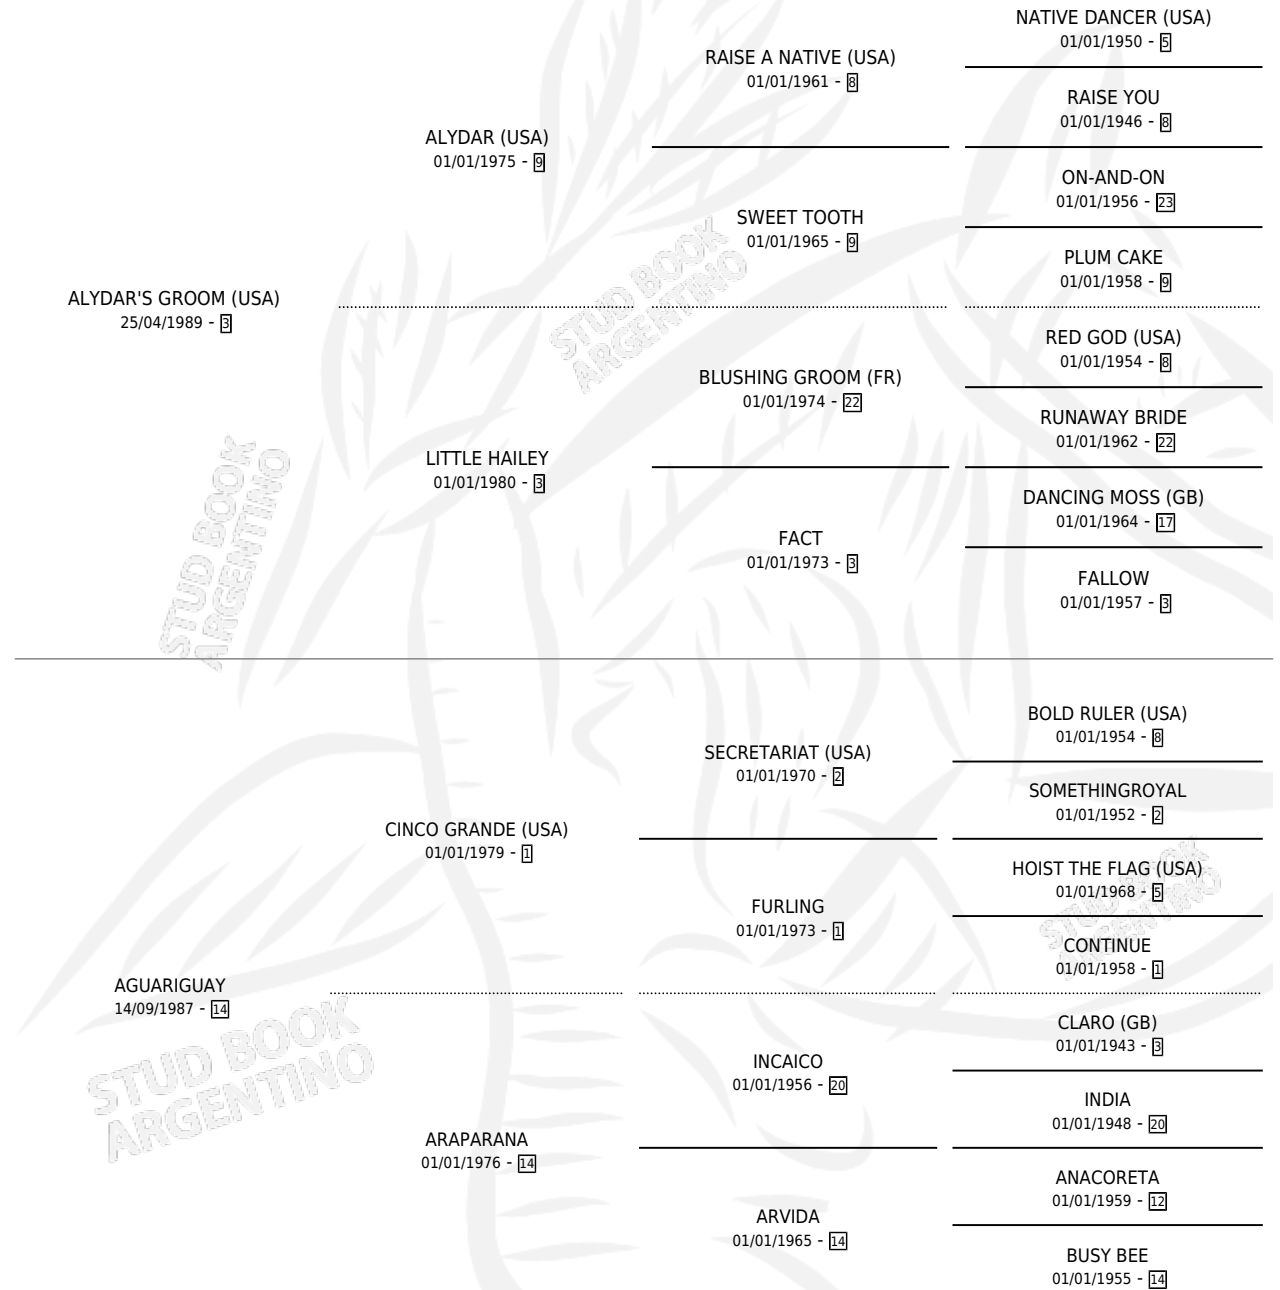 NATIVE DANCER (USA)
01/01/1950 - 5
RAISE A NATIVE (USA)
01/01/1961 - 8
RAISE YOU
01/01/1946 - 8
ALYDAR (USA)
01/01/1975 - 9
ON-AND-ON
01/01/1956 - 23
SWEET TOOTH
01/01/1965 - 9
PLUM CAKE
01/01/1958 - 9
ALYDAR'S GROOM (USA)
25/04/1989 - 3
RED GOD (USA)
01/01/1954 - 8
BLUSHING GROOM (FR)
01/01/1974 - 22
RUNAWAY BRIDE
01/01/1962 - 22
LITTLE HAILEY
01/01/1980 - 3
DANCING MOSS (GB)
01/01/1964 - 17
FACT
01/01/1973 - 3
FALLOW
01/01/1957 - 3
STUD BOOK
ARGENTINO
STUD BOOK
ARGENTINO
BOLD RULER (USA)
01/01/1954 - 8
SECRETARIAT (USA)
01/01/1970 - 2
SOMETHINGROYAL
01/01/1952 - 2
CINCO GRANDE (USA)
01/01/1979 - 1
HOIST THE FLAG (USA)
01/01/1968 - 5
FURLING
01/01/1973 - 1
CONTINUE
01/01/1958 - 1
AGUARIGUAY
14/09/1987 - 14
CLARO (GB)
01/01/1943 - 3
INCAICO
01/01/1956 - 20
INDIA
01/01/1948 - 20
ARAPARANA
01/01/1976 - 14
ANACORETA
01/01/1959 - 12
ARVIDA
01/01/1965 - 14
BUSY BEE
01/01/1955 - 14
STUD BOOK
ARGENTINO
STUD BOOK
ARGENTINO